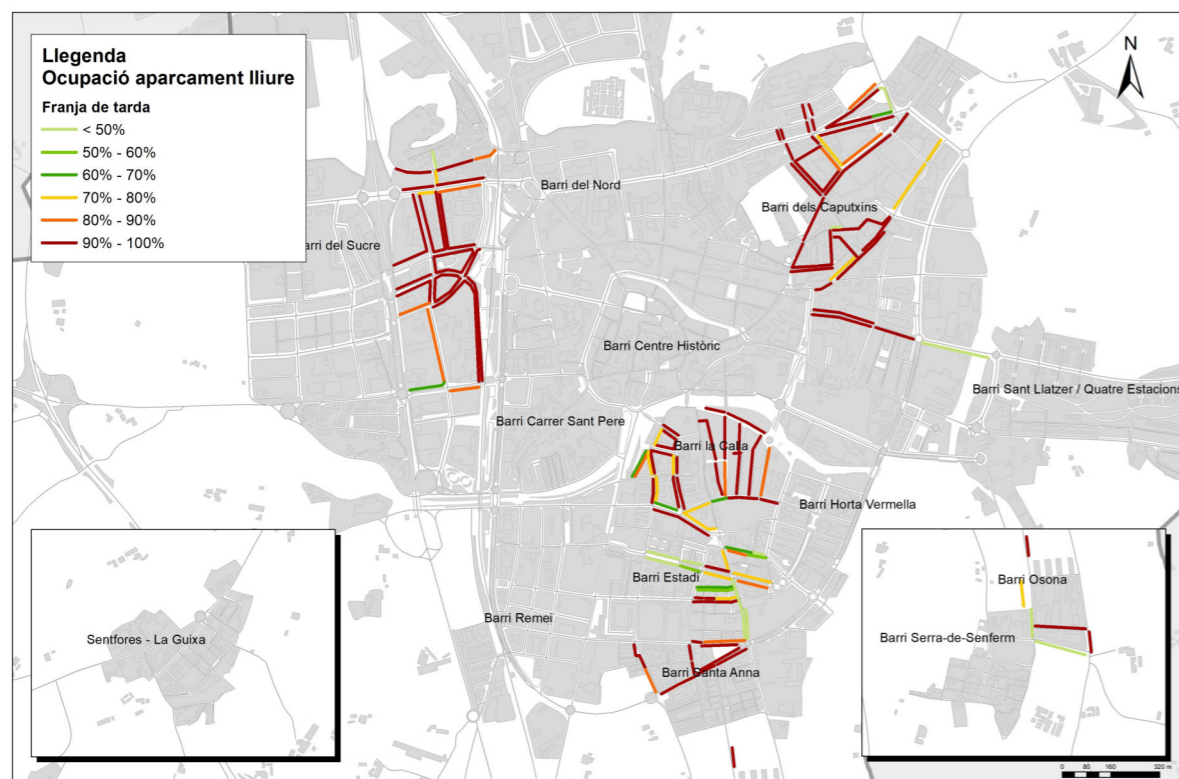 Llegenda
Ocupació aparcament lliure
Franja de tarda
< 50%
50% - 60%
60% - 70%
70% - 80%
80% - 90%
90% - 100%
N
Barri del Nord
Barri dels Caputxins
arri del Sucre
Barri Centre Històric
Barri Sant Llatzer / Quatre Estacions
Barri Carrer Sant Pere
Barri la Calla
Barri Horta Vermella
Barri Estadi
Barri Osona
Barri Remei
Sentfores - La Guixa
Barri Serra-de-Senferm
Barri Santa Anna
0 80 160 320 m